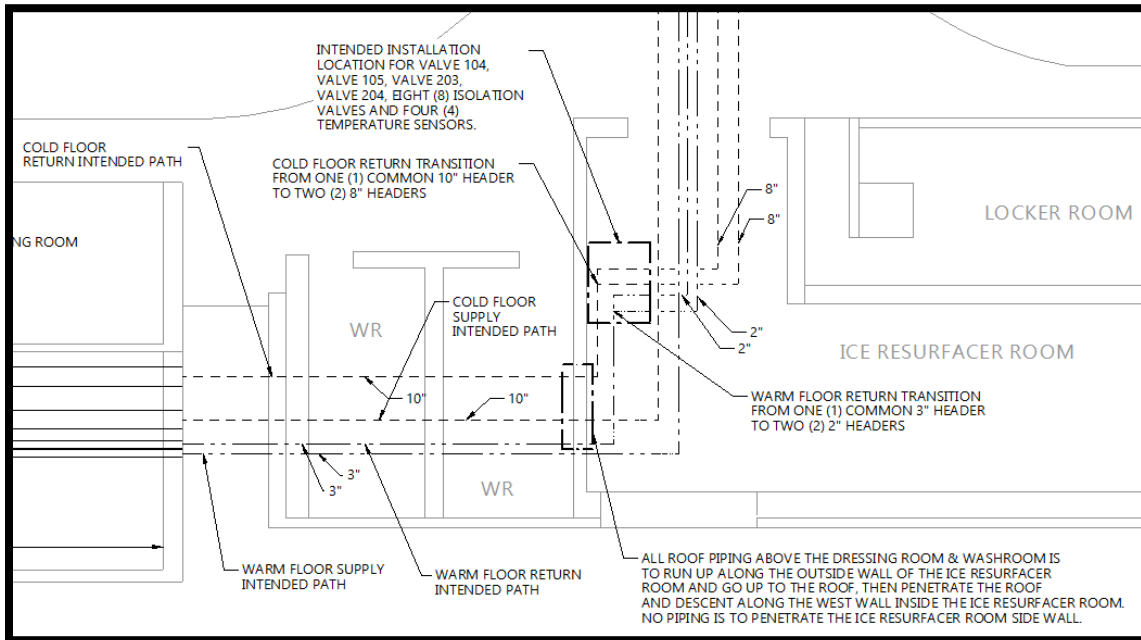 INTENDED INSTALLATION
LOCATION FOR VALVE 104,
VALVE 105, VALVE 203,
VALVE 204, EIGHT (8) ISOLATION
VALVES AND FOUR (4)
TEMPERATURE SENSORS.
COLD FLOOR
RETURN INTENDED PATH
COLD FLOOR RETURN TRANSITION
FROM ONE (1) COMMON 10" HEADER
TO TWO (2) 8" HEADERS
8"
8"
LOCKER ROOM
NG ROOM
COLD FLOOR
SUPPLY
INTENDED PATH
WR
2"
2"
ICE RESURFACER ROOM
10"
10"
WARM FLOOR RETURN TRANSITION
FROM ONE (1) COMMON 3" HEADER
TO TWO (2) 2" HEADERS
3"
3"
WR
WARM FLOOR SUPPLY
INTENDED PATH
WARM FLOOR RETURN
INTENDED PATH
ALL ROOF PIPING ABOVE THE DRESSING ROOM & WASHROOM IS
TO RUN UP ALONG THE OUTSIDE WALL OF THE ICE RESURFACER
ROOM AND GO UP TO THE ROOF, THEN PENETRATE THE ROOF
AND DESCENT ALONG THE WEST WALL INSIDE THE ICE RESURFACER ROOM.
NO PIPING IS TO PENETRATE THE ICE RESURFACER ROOM SIDE WALL.